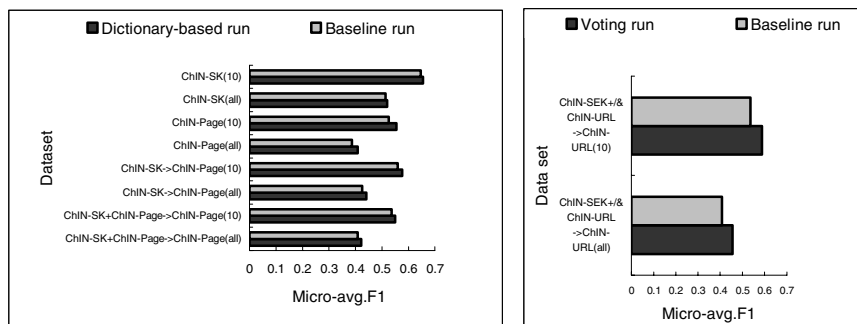 Dictionary-based run Baseline run
ChIN-SK(10)
ChIN-SK(all)
ChIN-Page(10)
ChIN-Page(all)
ChIN-SK->ChIN-Page(10)
ChIN-SK->ChIN-Page(all)
ChIN-SK+ChIN-Page->ChIN-Page(10)
ChIN-SK+ChIN-Page->ChIN-Page(all)
Dataset
0 0.1 0.2 0.3 0.4 0.5 0.6 0.7
Micro-avg.F1
Voting run Baseline run
ChIN-SEK+/&
ChIN-URL
->ChIN-
URL(10)
ChIN-SEK+/&
ChIN-URL
->ChIN-
URL(all)
Data set
0 0.1 0.2 0.3 0.4 0.5 0.6 0.7
Micro-avg.F1